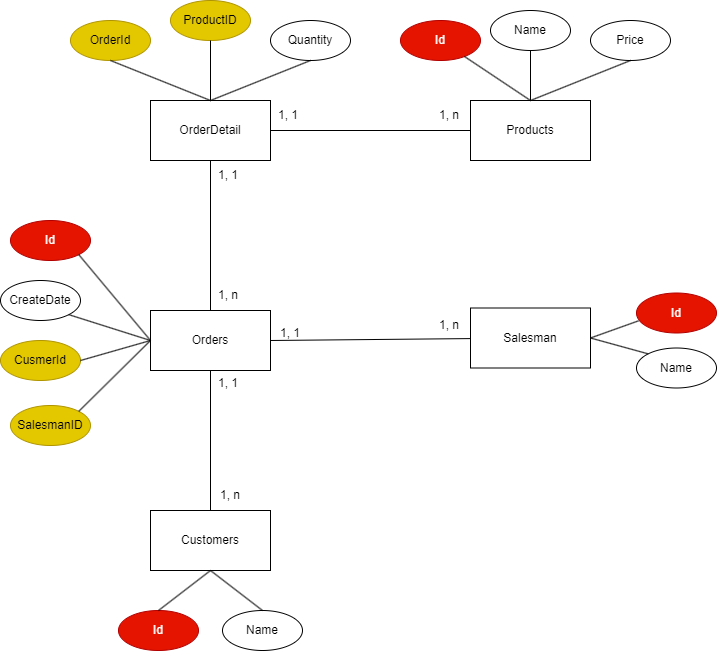 ProductID
OrderId
Quantity
Id
Name
Price
OrderDetail
1, 1
1, n
Products
1, 1
Id
1, n
CreateDate
Orders
1, 1
1, n
Salesman
Id
Name
CusmerId
1, 1
SalesmanID
1, n
Customers
Id
Name